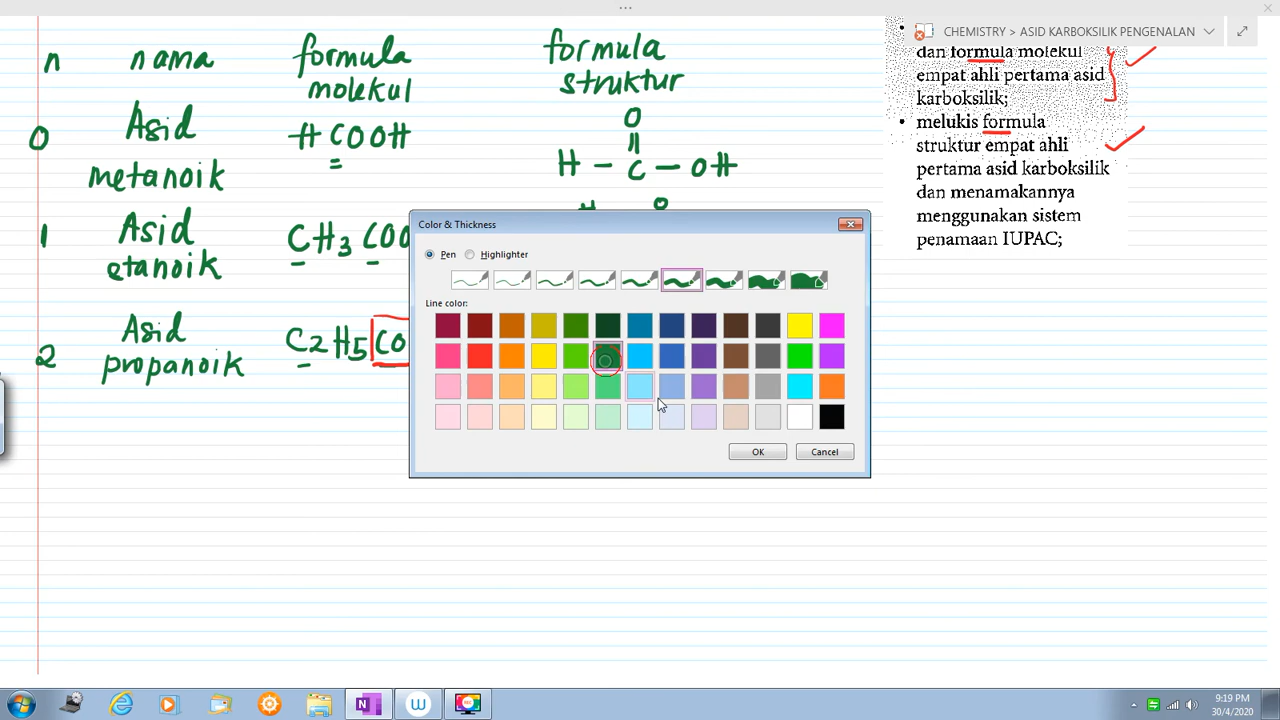 CHEMISTRY > ASID KARBOKSILIK PENGENALAN
n nama formula molekul formula struktur
0 Asid metanoik HCOOH
O
H - C - OH
1 Asid etanoik CH3 COO
H O
2 Asid propanoik C2H5 CO
dan formula molekul
empat ahli pertama asid
karboksilik;
• melukis formula
struktur empat ahli
pertama asid karboksilik
dan menamakannya
menggunakan sistem
penamaan IUPAC;
Color & Thickness
Pen Highlighter
Line color:
OK Cancel
9:19 PM
30/4/2020